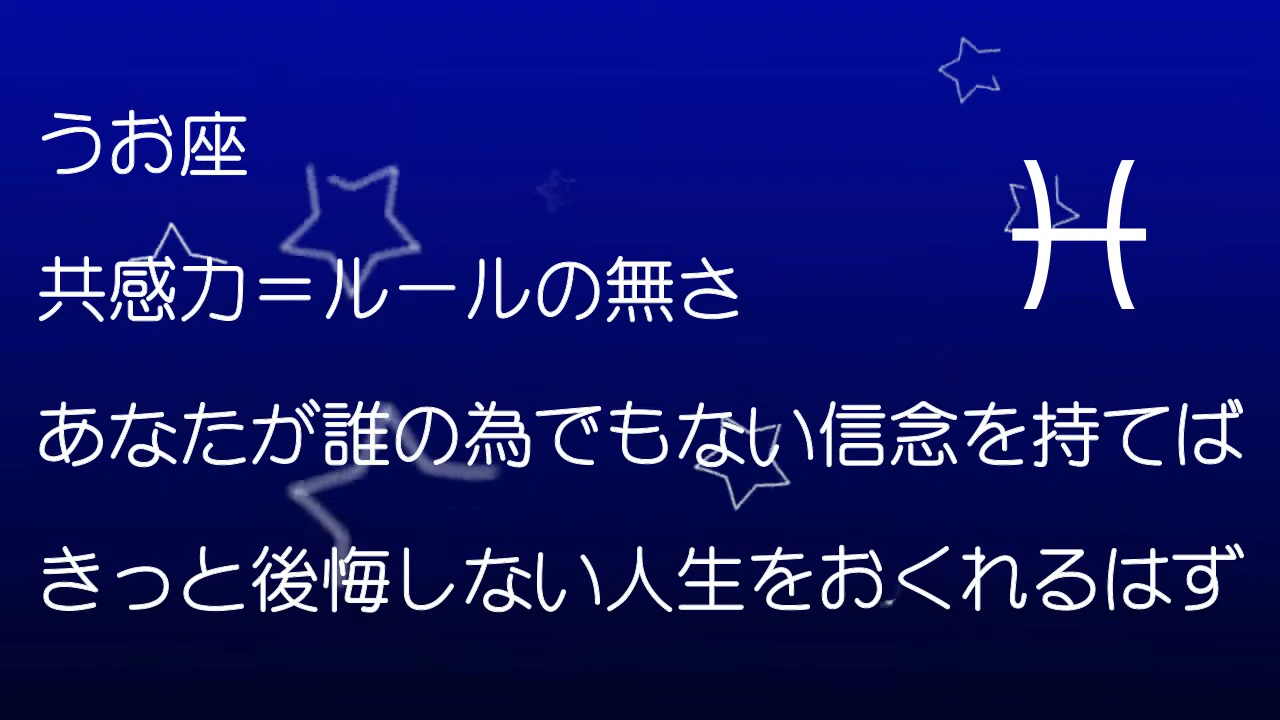 うお座
共感力＝ルールの無さ
あなたが誰の為でもない信念を持てば
きっと後悔しない人生をおくれるはず